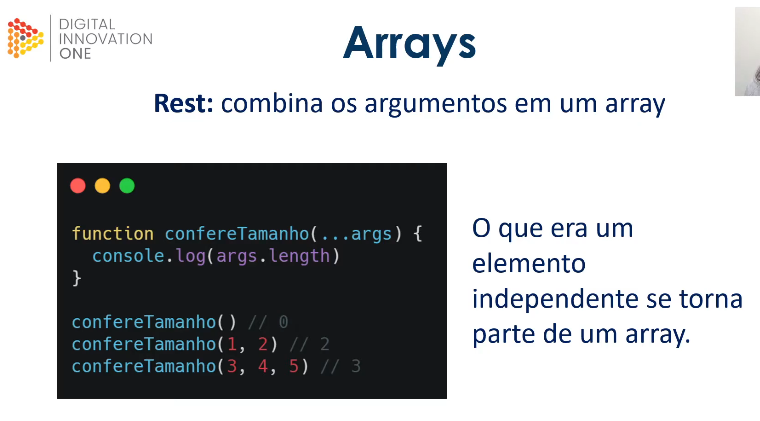 DIGITAL
INNOVATION
ONE
Arrays
Rest: combina os argumentos em um array
function confereTamanho(...args) {
  console.log(args.length)
}
confereTamanho() // 0
confereTamanho(1, 2) // 2
confereTamanho(3, 4, 5) // 3
O que era um
elemento
independente se torna
parte de um array.